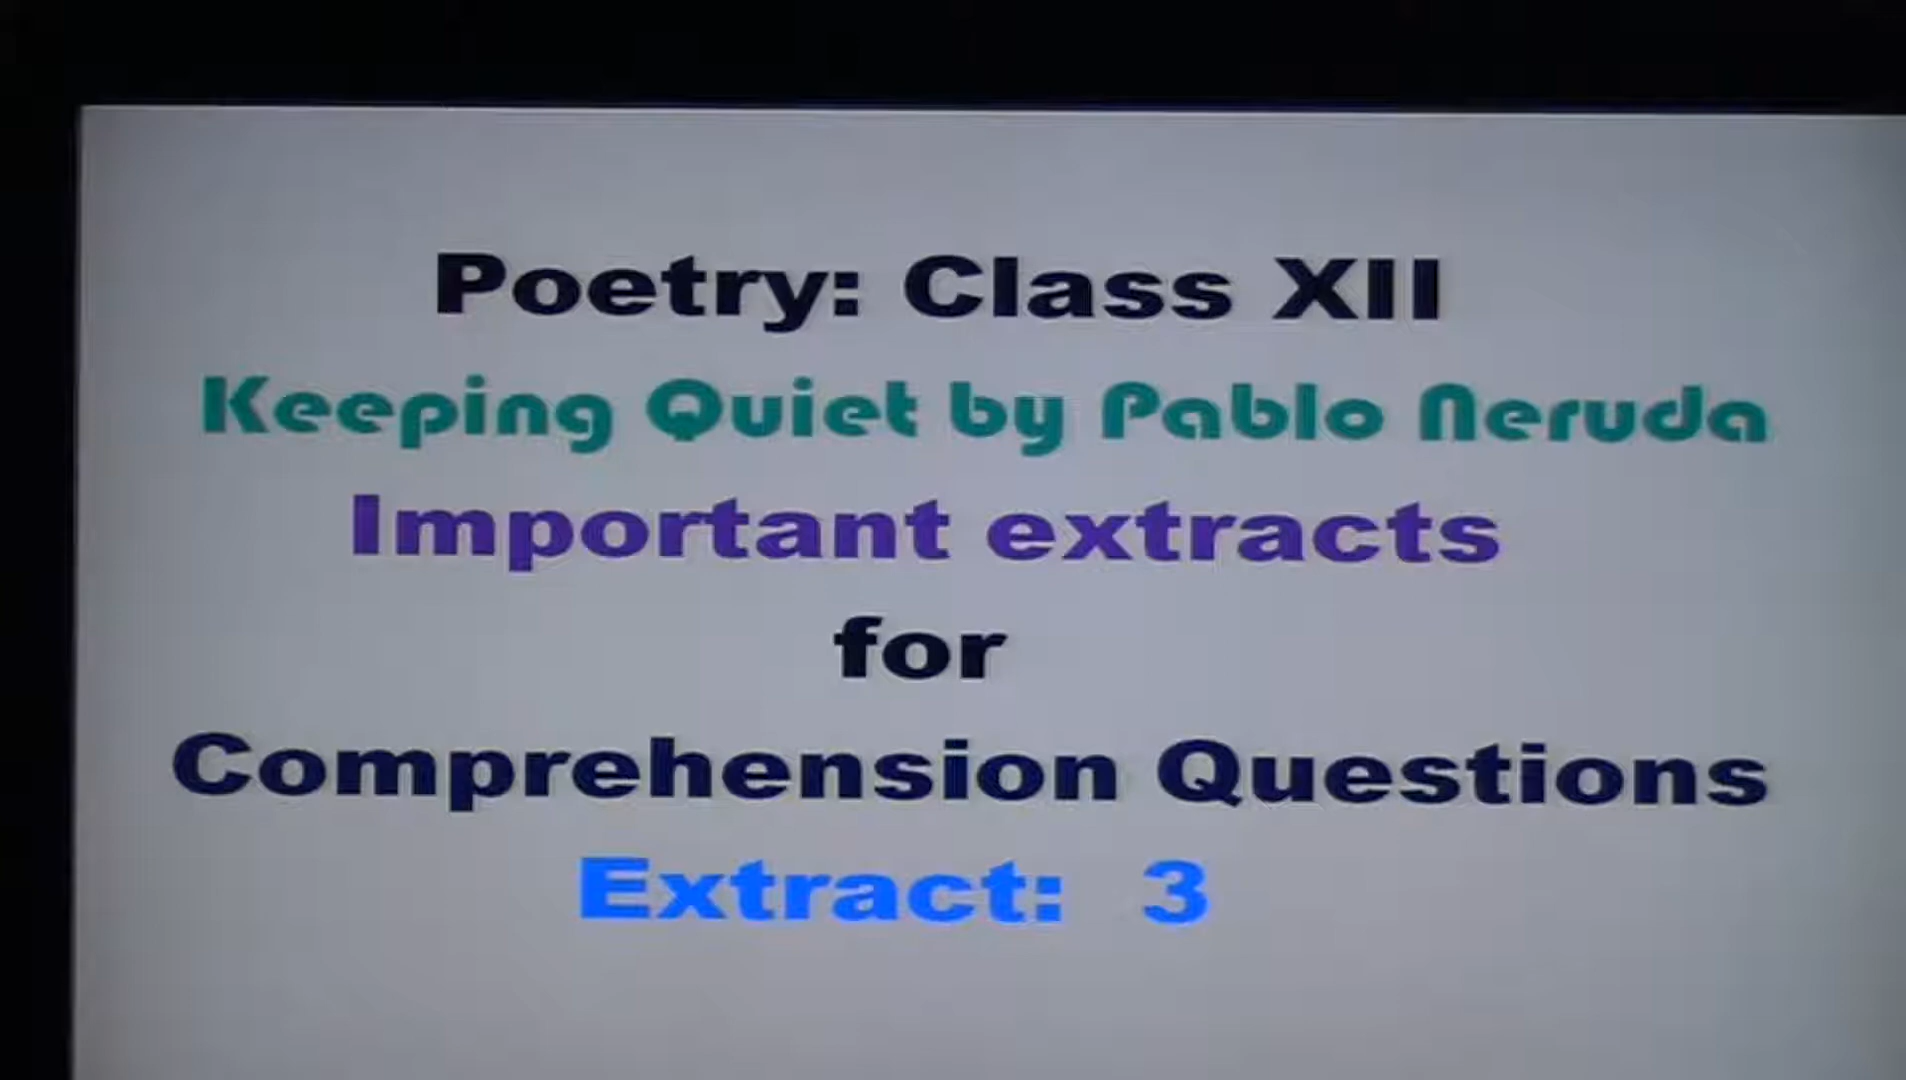 Poetry: Class XII
Keeping Quiet by Pablo Neruda
Important extracts
for
Comprehension Questions
Extract: 3